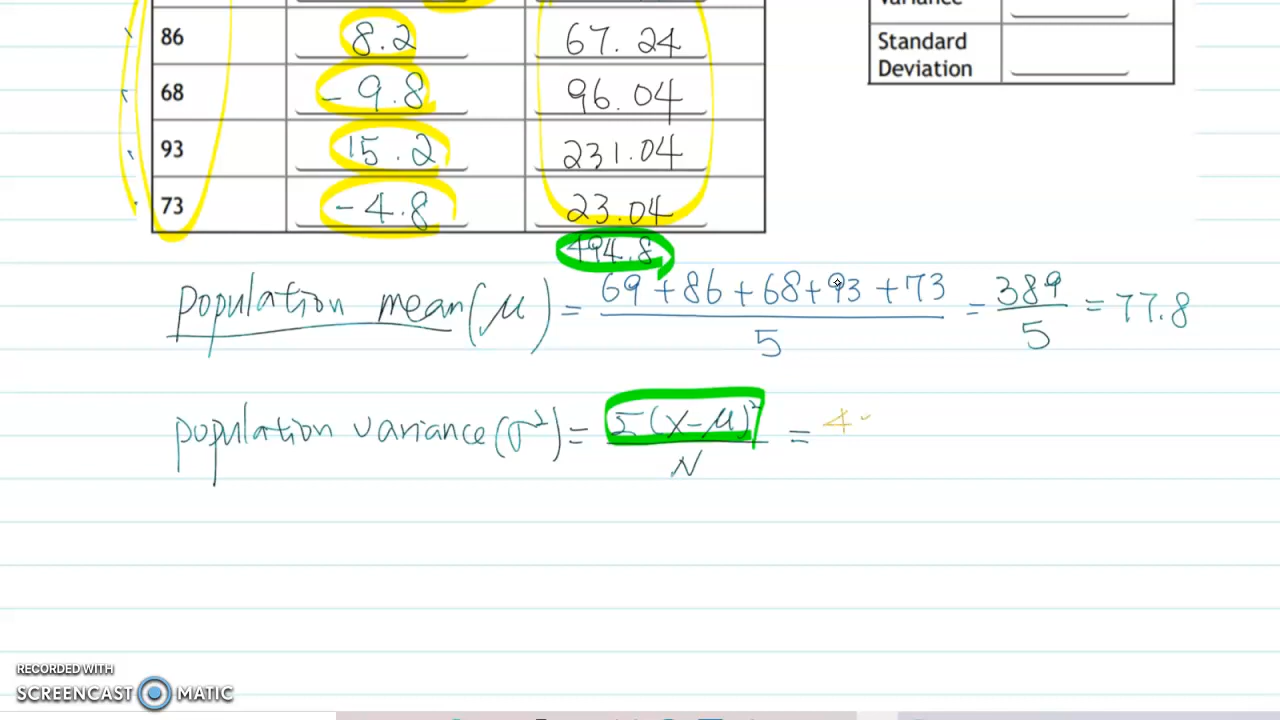 Variance
86 8.2 67.24
Standard
Deviation
68 -9.8 96.04
93 15.2 231.04
73 -4.8 23.04
494.8
Population mean (μ) = 69+86+68+93+73 / 5 = 389 / 5 = 77.8
population variance (σ²) = Σ(X-μ)² / N = 4
RECORDED WITH
SCREENCAST MATIC